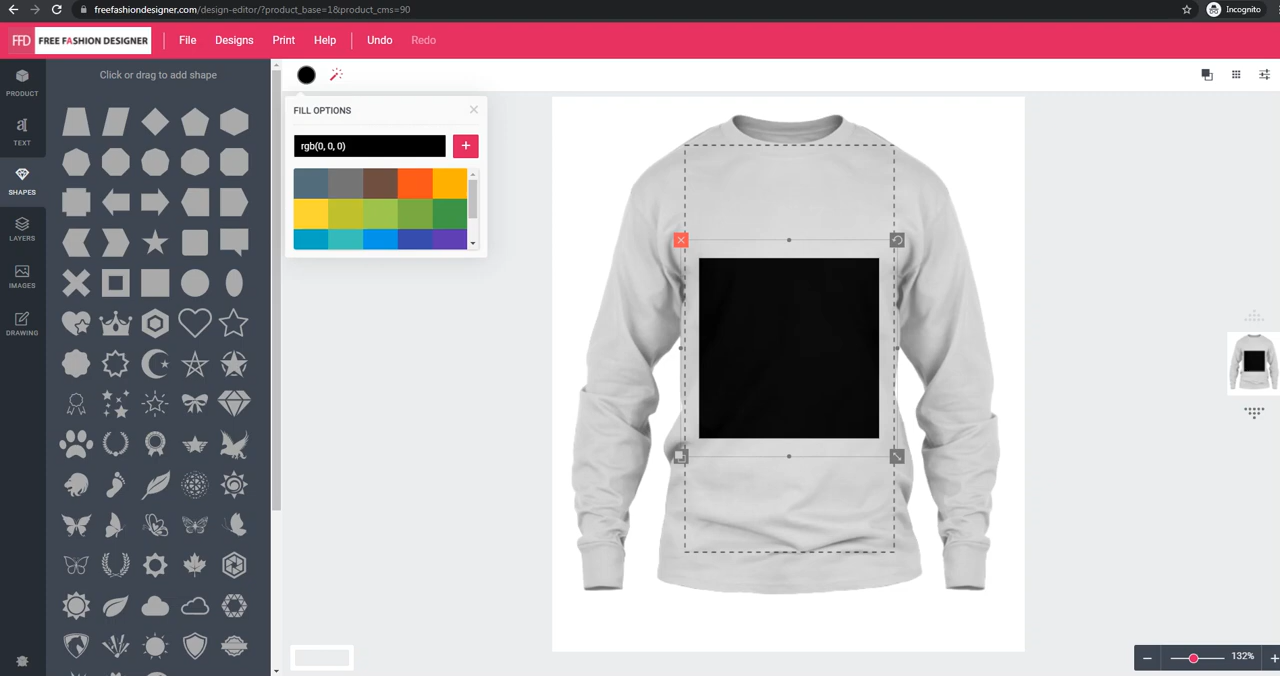 freefashiondesigner.com/design-editor/?product_base=1&product_cms=90
Incognito
FFD FREE FASHION DESIGNER File Designs Print Help Undo Redo
Click or drag to add shape
PRODUCT
TEXT
SHAPES
LAYERS
IMAGES
DRAWING
FILL OPTIONS
rgb(0, 0, 0)
132%